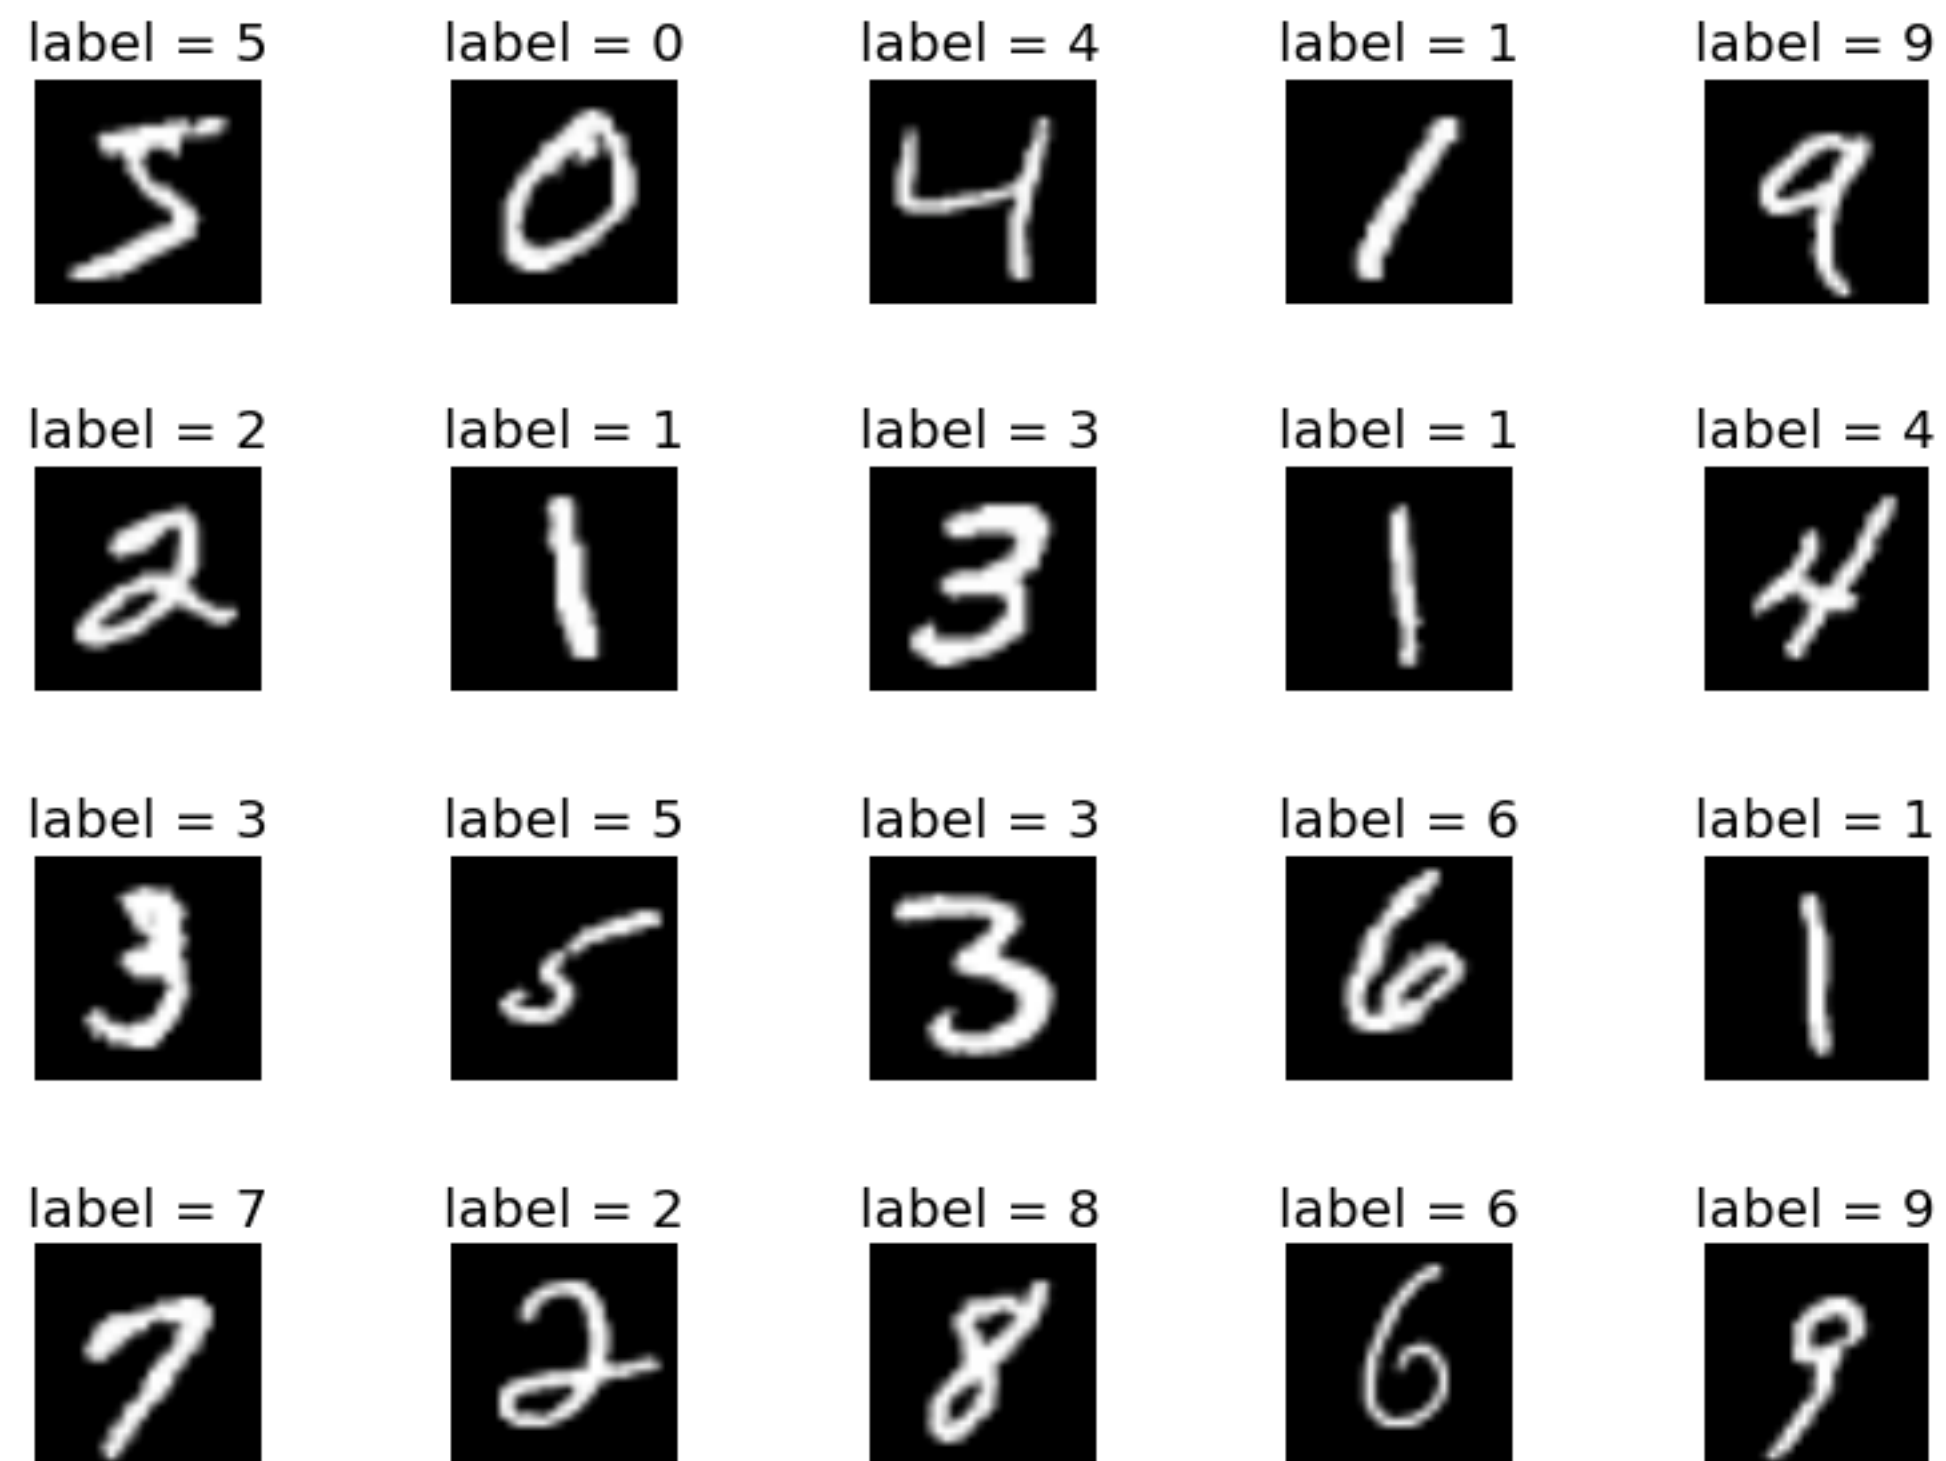 label = 5 label = 0 label = 4 label = 1 label = 9
5 0 4 1 9
label = 2 label = 1 label = 3 label = 1 label = 4
2 1 3 1 4
label = 3 label = 5 label = 3 label = 6 label = 1
3 5 3 6 1
label = 7 label = 2 label = 8 label = 6 label = 9
7 2 8 6 9